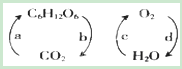 C₆H₁₂O₆ O₂
a b c d
CO₂ H₂O